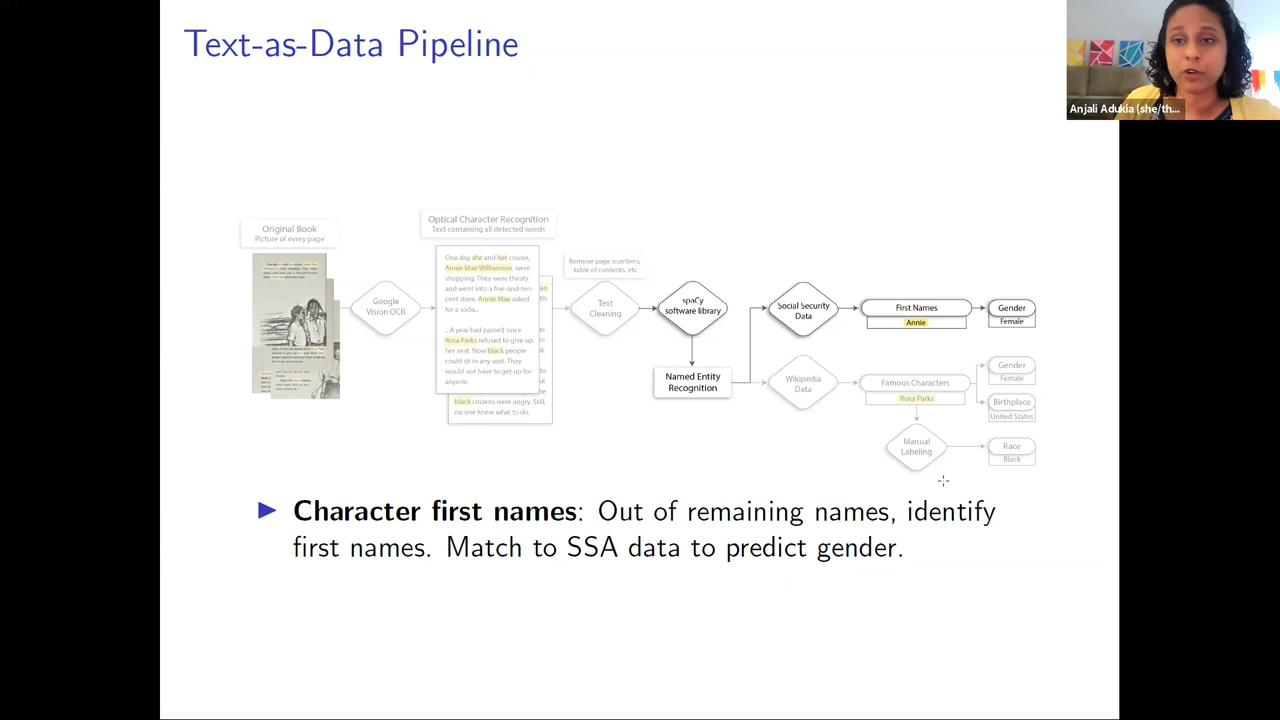 Text-as-Data Pipeline
Anjali Adukia (she/th...
Original Book
Picture of every page
Google
Vision OCR
Optical Character Recognition
Text containing all detected words
One day she and her cousin,
Annie Mae Williamson, were
shopping. They were thirsty
and went into a five-and-ten-
cent store. Annie Mae asked
for a soda...
...A year had passed since
Rosa Parks refused to give up
her seat. Now black people
could sit in any seat. They
would not have to get up for
anyone.
black citizens were angry. Still,
no one knew what to do.
Remove page numbers,
table of contents, etc
Text
Cleaning
spaCy
software library
Named Entity
Recognition
Social Security
Data
First Names
Annie
Gender
Female
Wikipedia
Data
Famous Characters
Rosa Parks
Gender
Female
Birthplace
United States
Manual
Labeling
Race
Black
Character first names: Out of remaining names, identify
first names. Match to SSA data to predict gender.